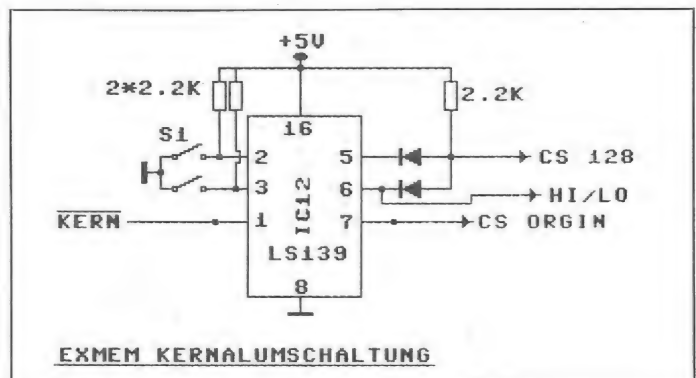 +5V
2*2.2K
2.2K
16
S1
2
5
CS 128
3
6
HI/LO
IC12
KERN
1
7
CS ORGIN
LS139
8
EXMEM KERNALUMSCHALTUNG